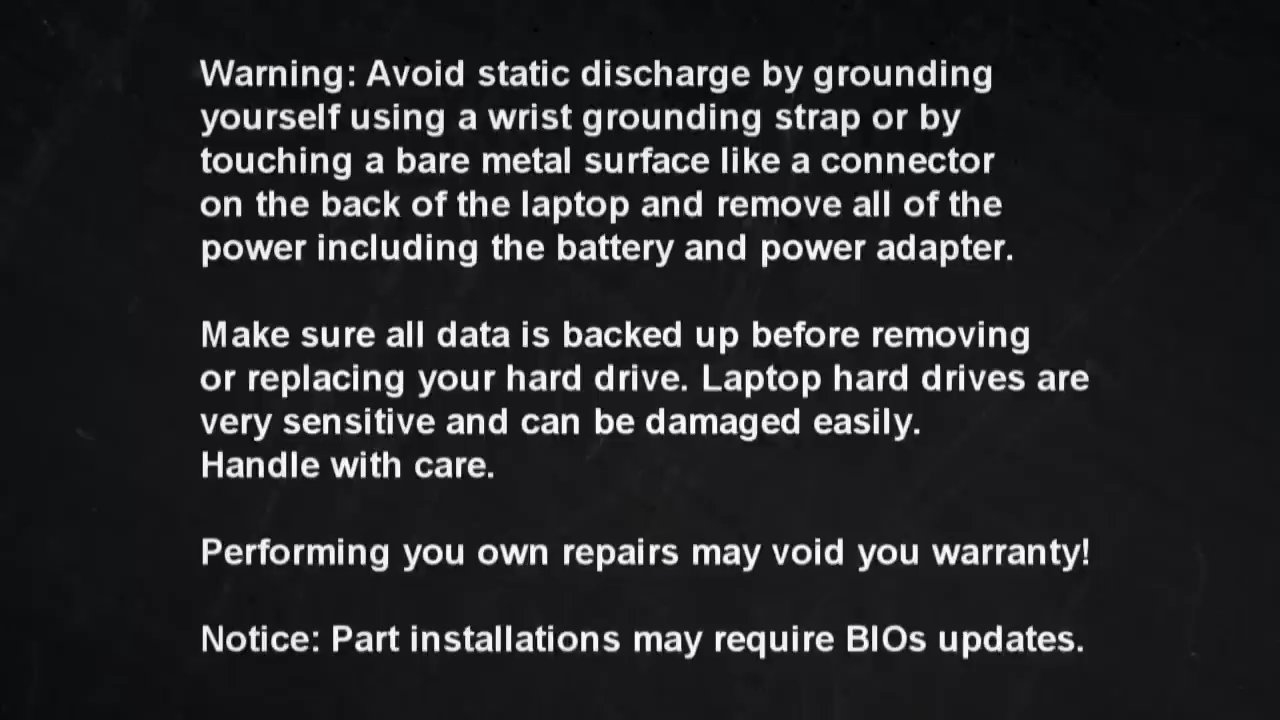 Warning: Avoid static discharge by grounding
yourself using a wrist grounding strap or by
touching a bare metal surface like a connector
on the back of the laptop and remove all of the
power including the battery and power adapter.
Make sure all data is backed up before removing
or replacing your hard drive. Laptop hard drives are
very sensitive and can be damaged easily.
Handle with care.
Performing you own repairs may void you warranty!
Notice: Part installations may require BIOs updates.